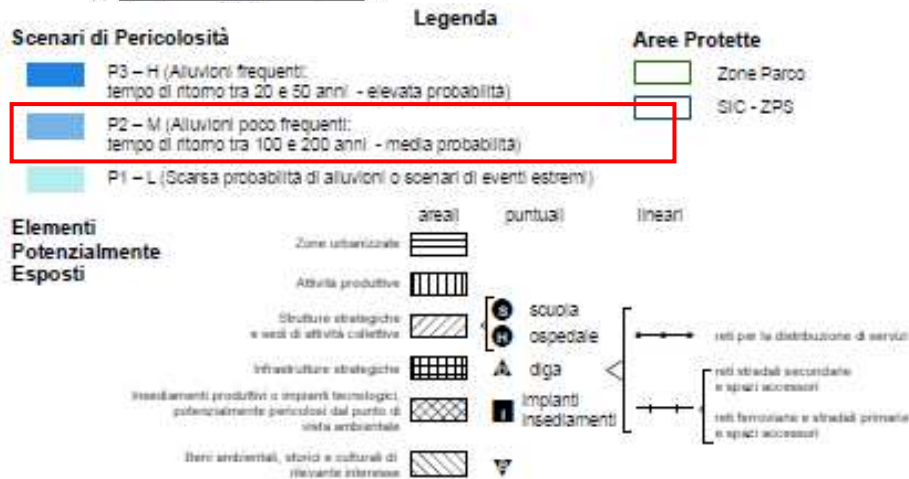 Legenda
Scenari di Pericolosità
P3 – H (Alluvioni frequenti:
tempo di ritorno tra 20 e 50 anni - elevata probabilità)
P2 – M (Alluvioni poco frequenti:
tempo di ritorno tra 100 e 200 anni - media probabilità)
P1 – L (Scarsa probabilità di alluvioni o scenari di eventi estremi)
Aree Protette
Zone Parco
SIC - ZPS
Elementi
Potenzialmente
Esposti
areali
puntuali
lineari
Zone urbanizzate
Attività produttive
Strutture strategiche
e sedi di attività collettive
Infrastrutture strategiche
Insediamenti produttivi o impianti tecnologici,
potenzialmente pericolosi dal punto di
vista ambientale
Beni ambientali, storici e culturali di
rilevante interesse
S scuola
H ospedale
diga
I Impianti
Insediamenti
reti per la distribuzione di servizi
reti stradali secondarie
e spazi accessori
reti ferroviarie e stradali primarie
e spazi accessori